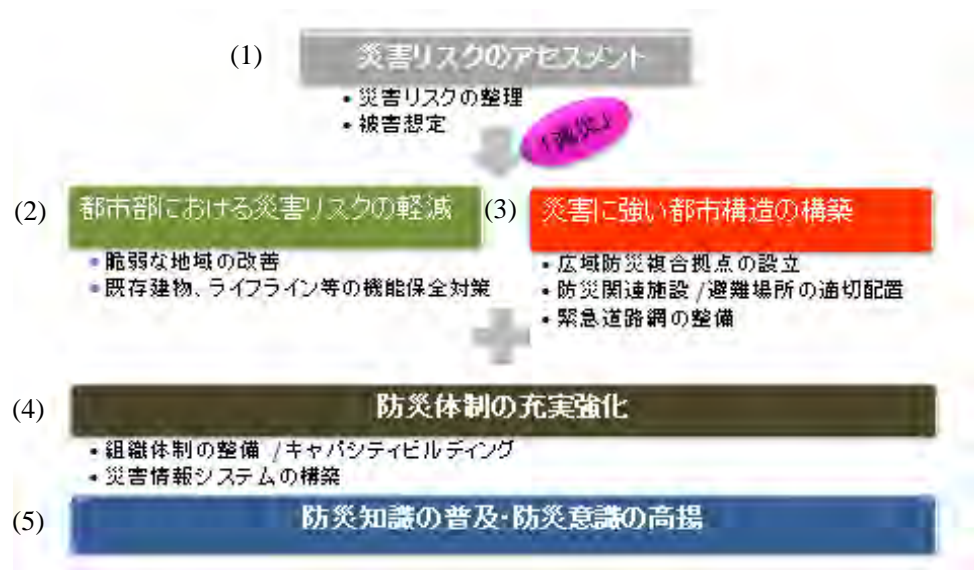 (1) 災害リスクのアセスメント
• 災害リスクの整理
• 被害想定
「減災」
(2) 都市部における災害リスクの軽減
• 脆弱な地域の改善
• 既存建物、ライフライン等の機能保全対策
(3) 災害に強い都市構造の構築
• 広域防災複合拠点の設立
• 防災関連施設 /避難場所の適切配置
• 緊急道路網の整備
(4) 防災体制の充実強化
• 組織体制の整備 /キャパシティビルディング
• 災害情報システムの構築
(5) 防災知識の普及・防災意識の高揚